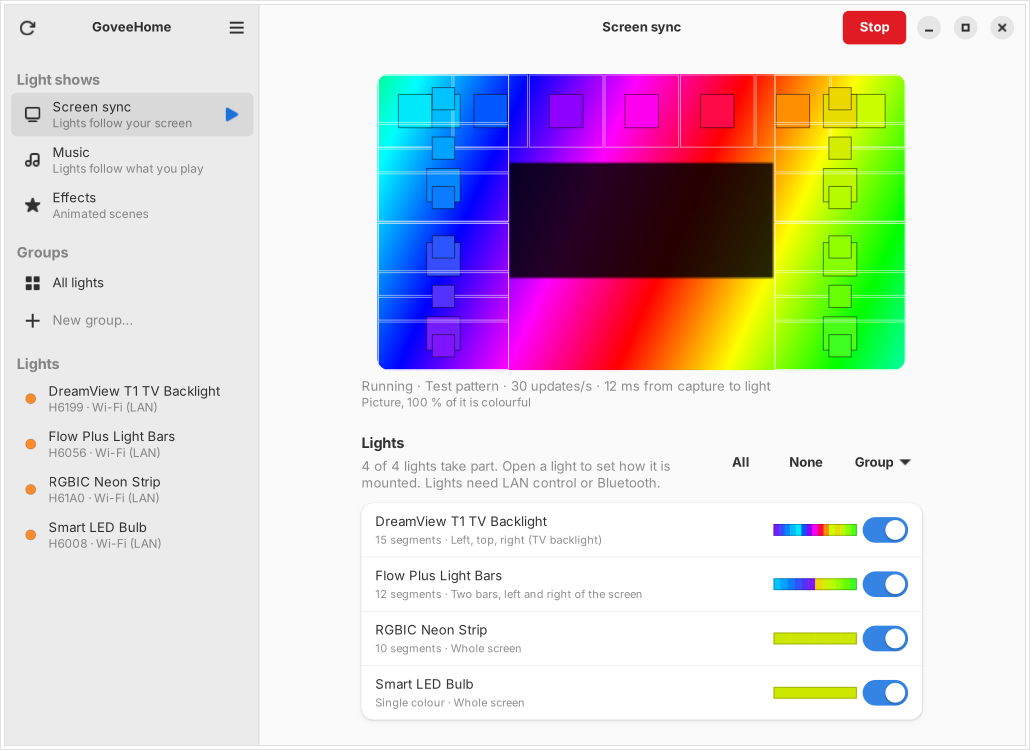 GoveeHome
Screen sync
Stop
Light shows
Screen sync
Lights follow your screen
Music
Lights follow what you play
Effects
Animated scenes
Groups
All lights
New group...
Lights
DreamView T1 TV Backlight
H6199 · Wi-Fi (LAN)
Flow Plus Light Bars
H6056 · Wi-Fi (LAN)
RGBIC Neon Strip
H61A0 · Wi-Fi (LAN)
Smart LED Bulb
H6008 · Wi-Fi (LAN)
Running · Test pattern · 30 updates/s · 12 ms from capture to light
Picture, 100 % of it is colourful
Lights
4 of 4 lights take part. Open a light to set how it is
mounted. Lights need LAN control or Bluetooth.
All
None
Group
DreamView T1 TV Backlight
15 segments · Left, top, right (TV backlight)
Flow Plus Light Bars
12 segments · Two bars, left and right of the screen
RGBIC Neon Strip
10 segments · Whole screen
Smart LED Bulb
Single colour · Whole screen